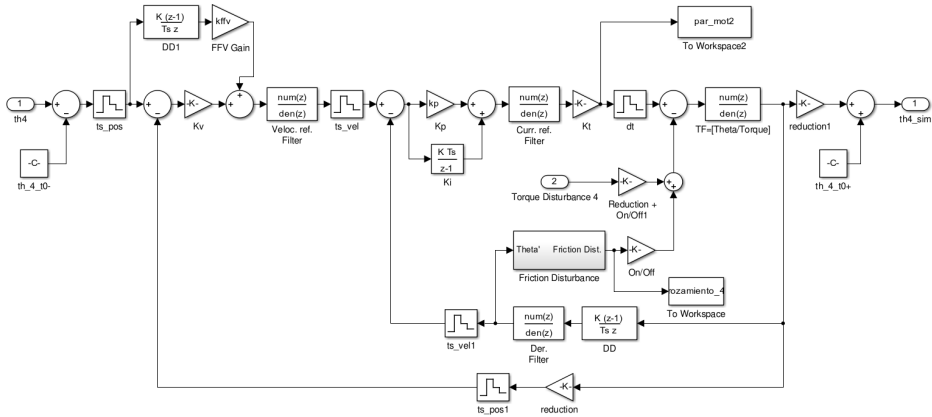 K (z-1)
Ts z
DD1
kffv
FFV Gain
par_mot2
To Workspace2
1
th4
+
−
ts_pos
+
−
-K-
Kv
+
+
num(z)
den(z)
Veloc. ref.
Filter
ts_vel
+
−
kp
Kp
+
+
num(z)
den(z)
Curr. ref.
Filter
-K-
Kt
dt
+
−
num(z)
den(z)
TF=[Theta/Torque]
-K-
reduction1
+
+
1
th4_sim
-C-
th_4_t0-
K Ts
z-1
Ki
-C-
th_4_t0+
2
Torque Disturbance 4
-K-
Reduction +
On/Off1
+
+
Theta'
Friction Dist.
Friction Disturbance
-K-
On/Off
rozamiento_4
To Workspace
ts_vel1
num(z)
den(z)
Der.
Filter
K (z-1)
Ts z
DD
ts_pos1
-K-
reduction